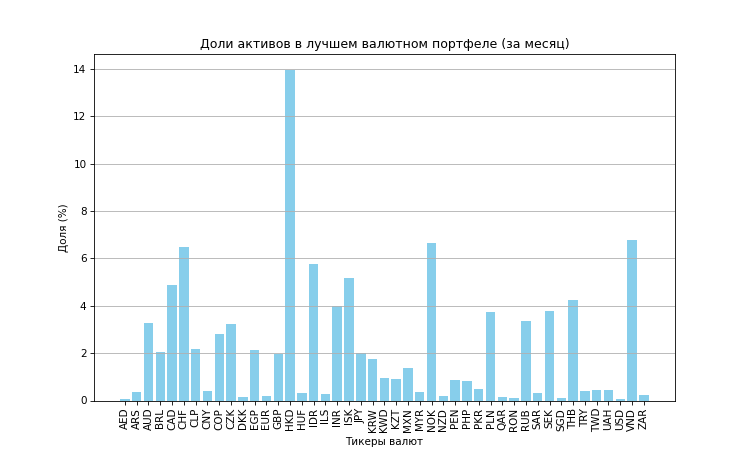 Доли активов в лучшем валютном портфеле (за месяц)
14
12
10
8
6
4
2
0
Доля (%)
AED ARS AUD BRL CAD CHF CLP CNY COP CZK DKK EGP EUR GBP HKD HUF IDR ILS INR ISK JPY KRW KWD KZT MXN MYR NOK NZD PEN PHP PKR PLN QAR RON RUB SAR SEK SGD THB TRY TWD UAH USD VND ZAR
Тикеры валют